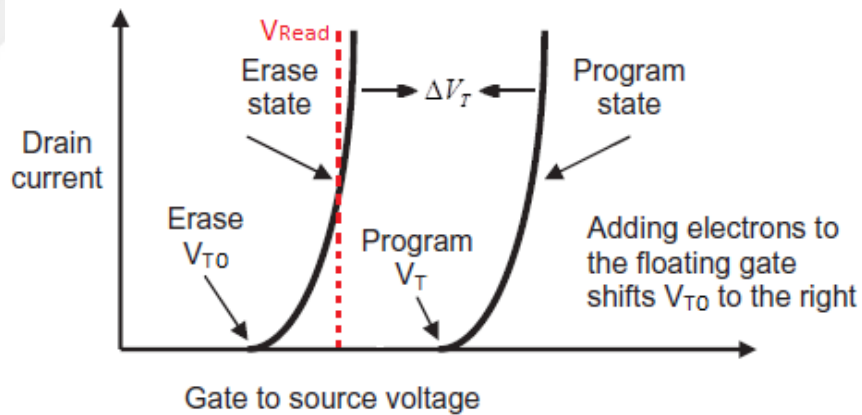 VRead
Erase
state
ΔVT
Program
state
Drain
current
Erase
VT0
Program
VT
Adding electrons to
the floating gate
shifts VT0 to the right
Gate to source voltage